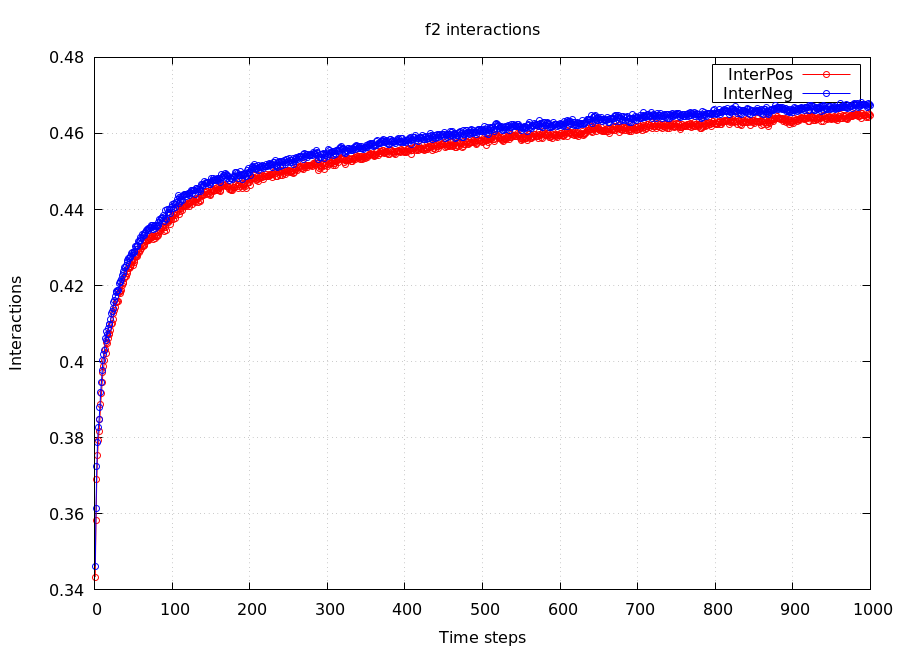 f2 interactions
0.48
0.46
0.44
0.42
0.4
0.38
0.36
0.34
Interactions
InterPos
InterNeg
0 100 200 300 400 500 600 700 800 900 1000
Time steps